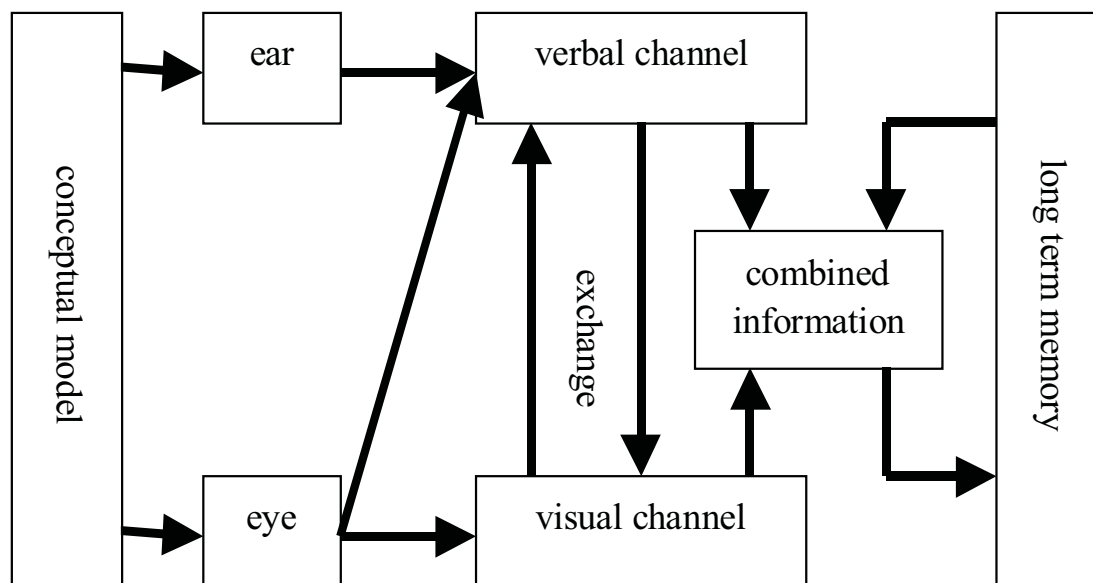 conceptual model
ear
verbal channel
exchange
combined
information
long term memory
eye
visual channel